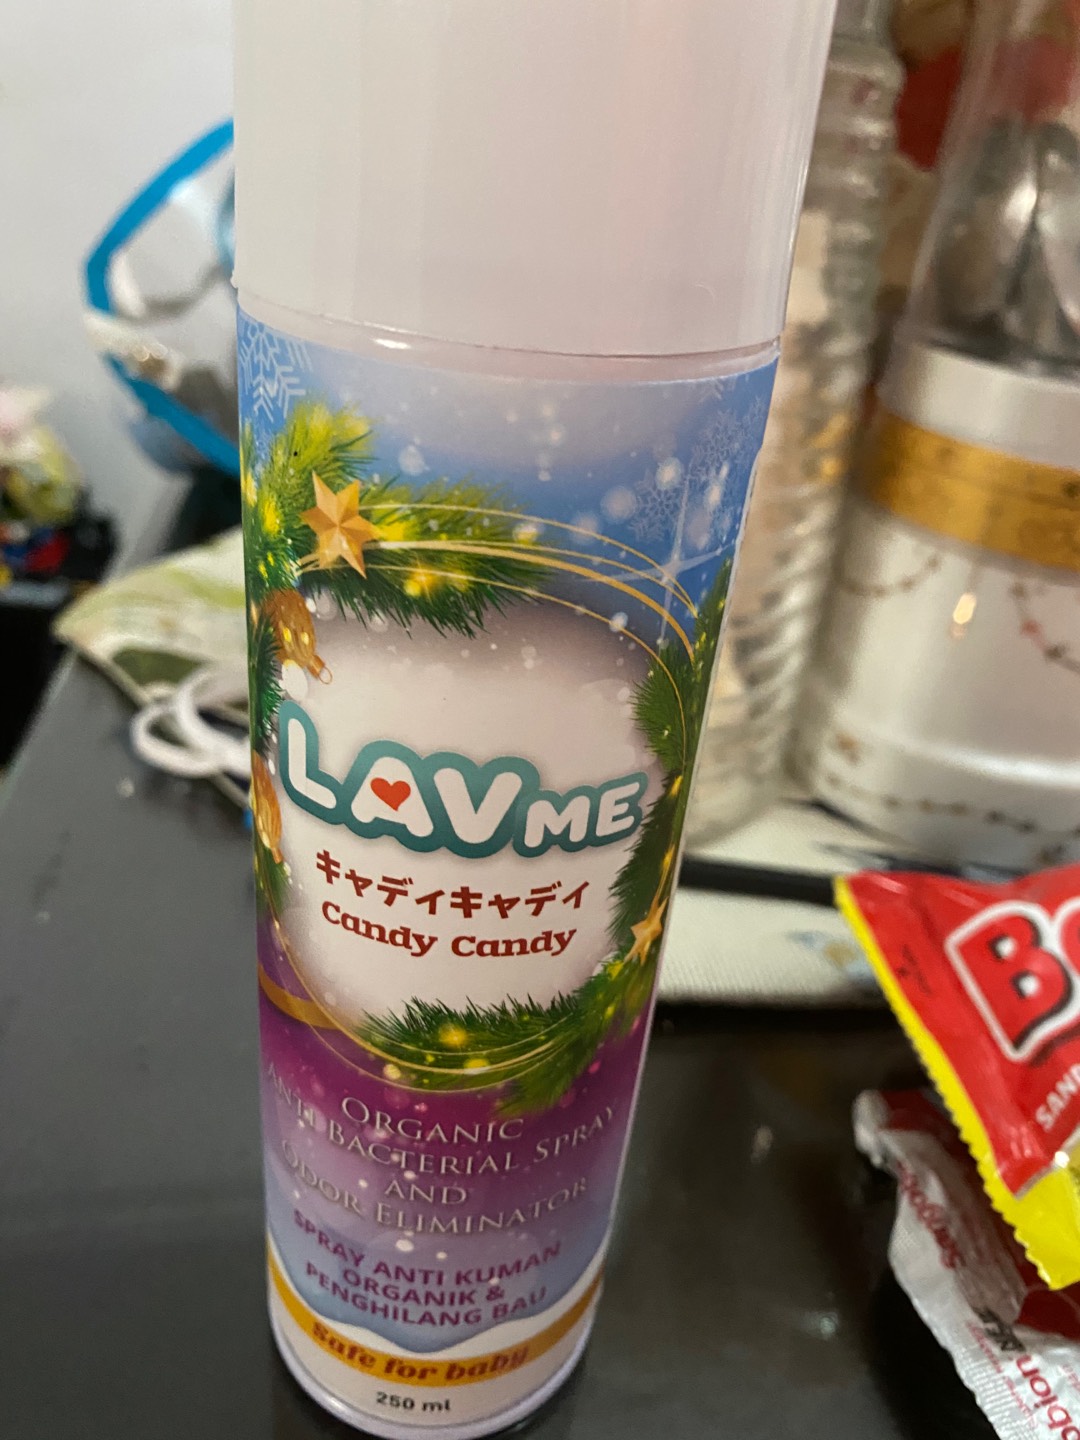 LAVME
キャディキャディ
Candy Candy
ORGANIC
ANTI BACTERIAL SPRAY
AND
ODOR ELIMINATOR
SPRAY ANTI KUMAN
ORGANIK &
PENGHILANG BAU
Safe for baby
250 ml